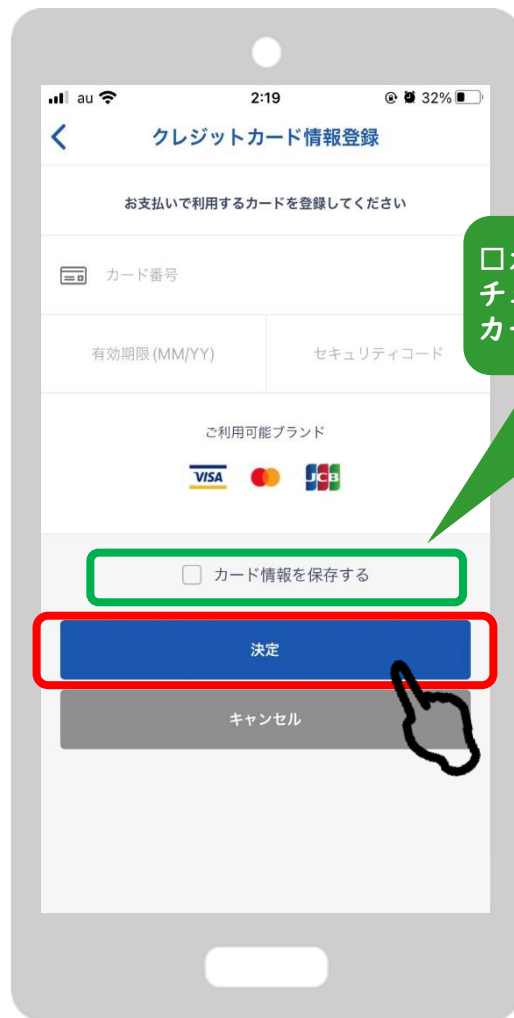 au 2:19 32%
クレジットカード情報登録
お支払いで利用するカードを登録してください
カード番号
有効期限 (MM/YY) セキュリティコード
ご利用可能ブランド
VISA JCB
カード情報を保存する
決定
キャンセル